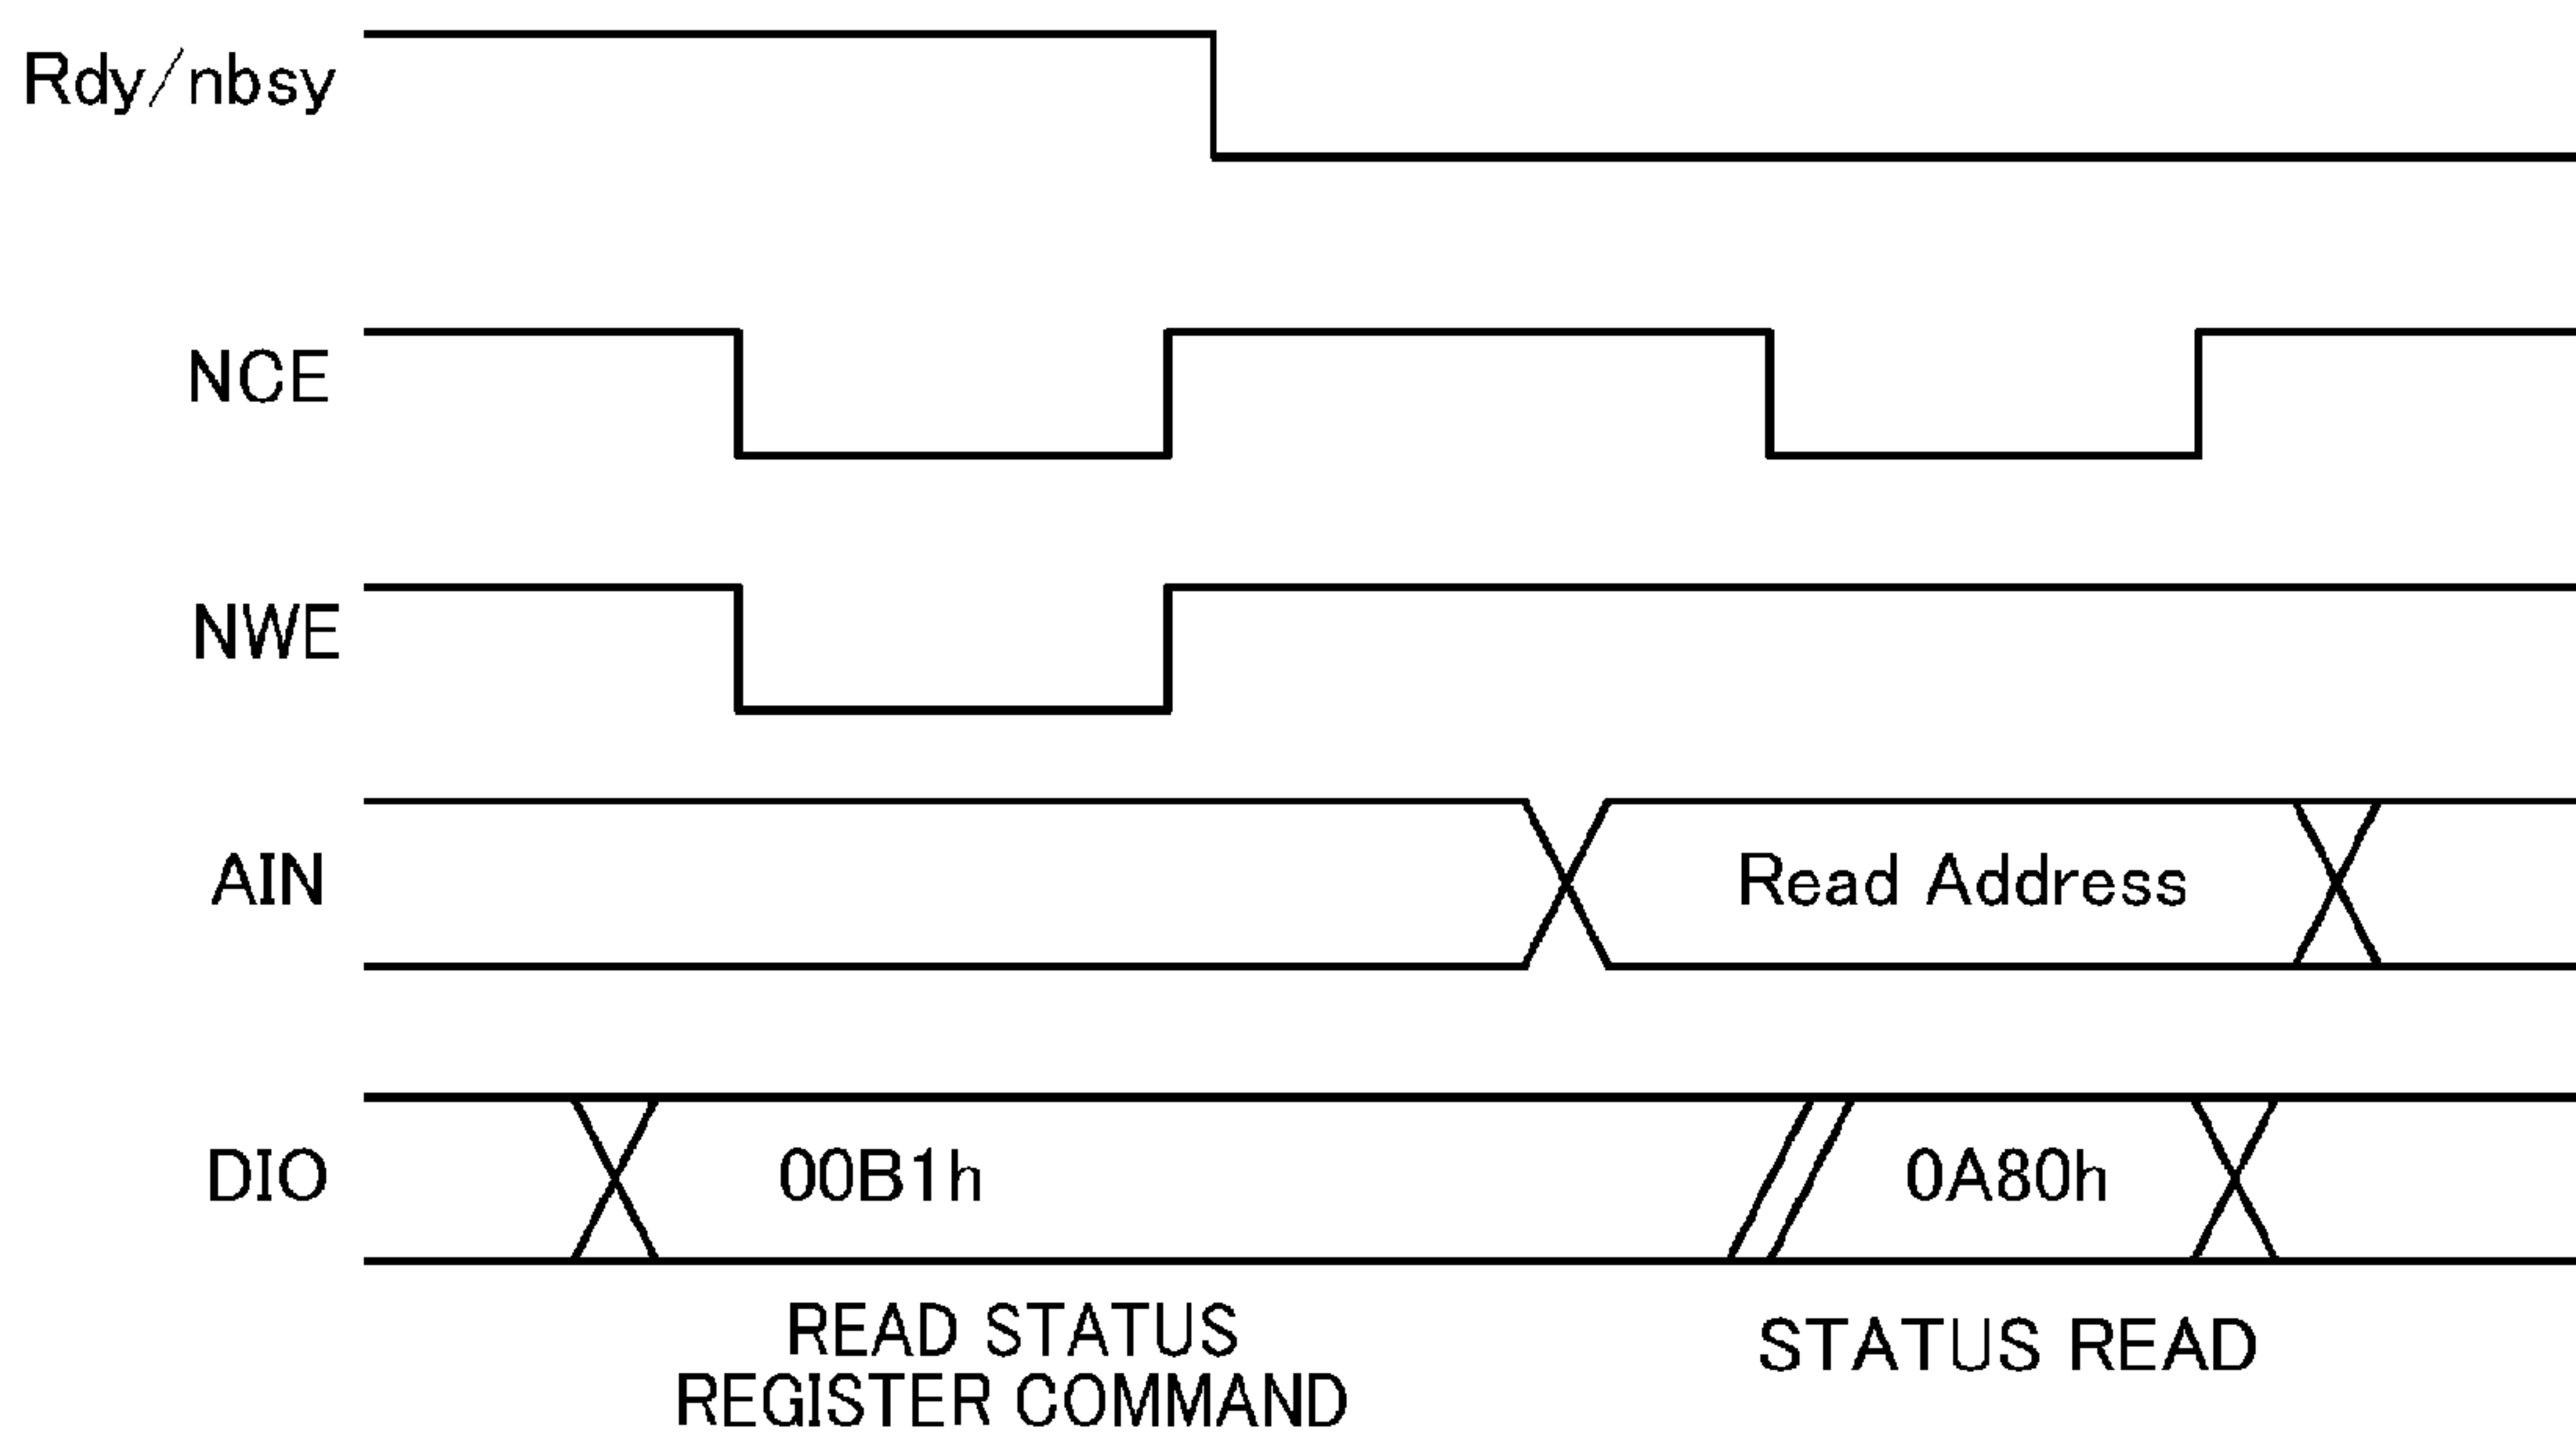 Rdy/nbsy
NCE
NWE
AIN
Read Address
DIO
00B1h
0A80h
READ STATUS
REGISTER COMMAND
STATUS READ